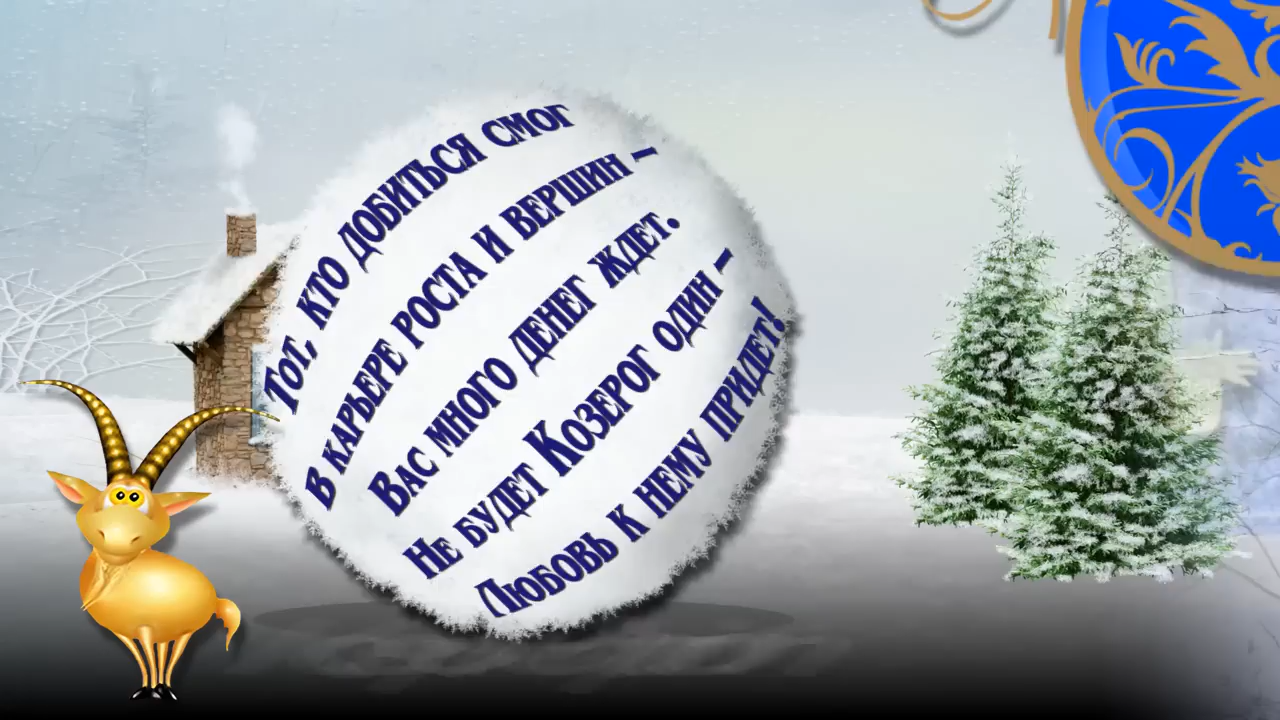 Тот, кто добиться смог
в карьере роста и вершин –
Вас много денег ждет.
Не будет Козерог один –
Любовь к нему придет!